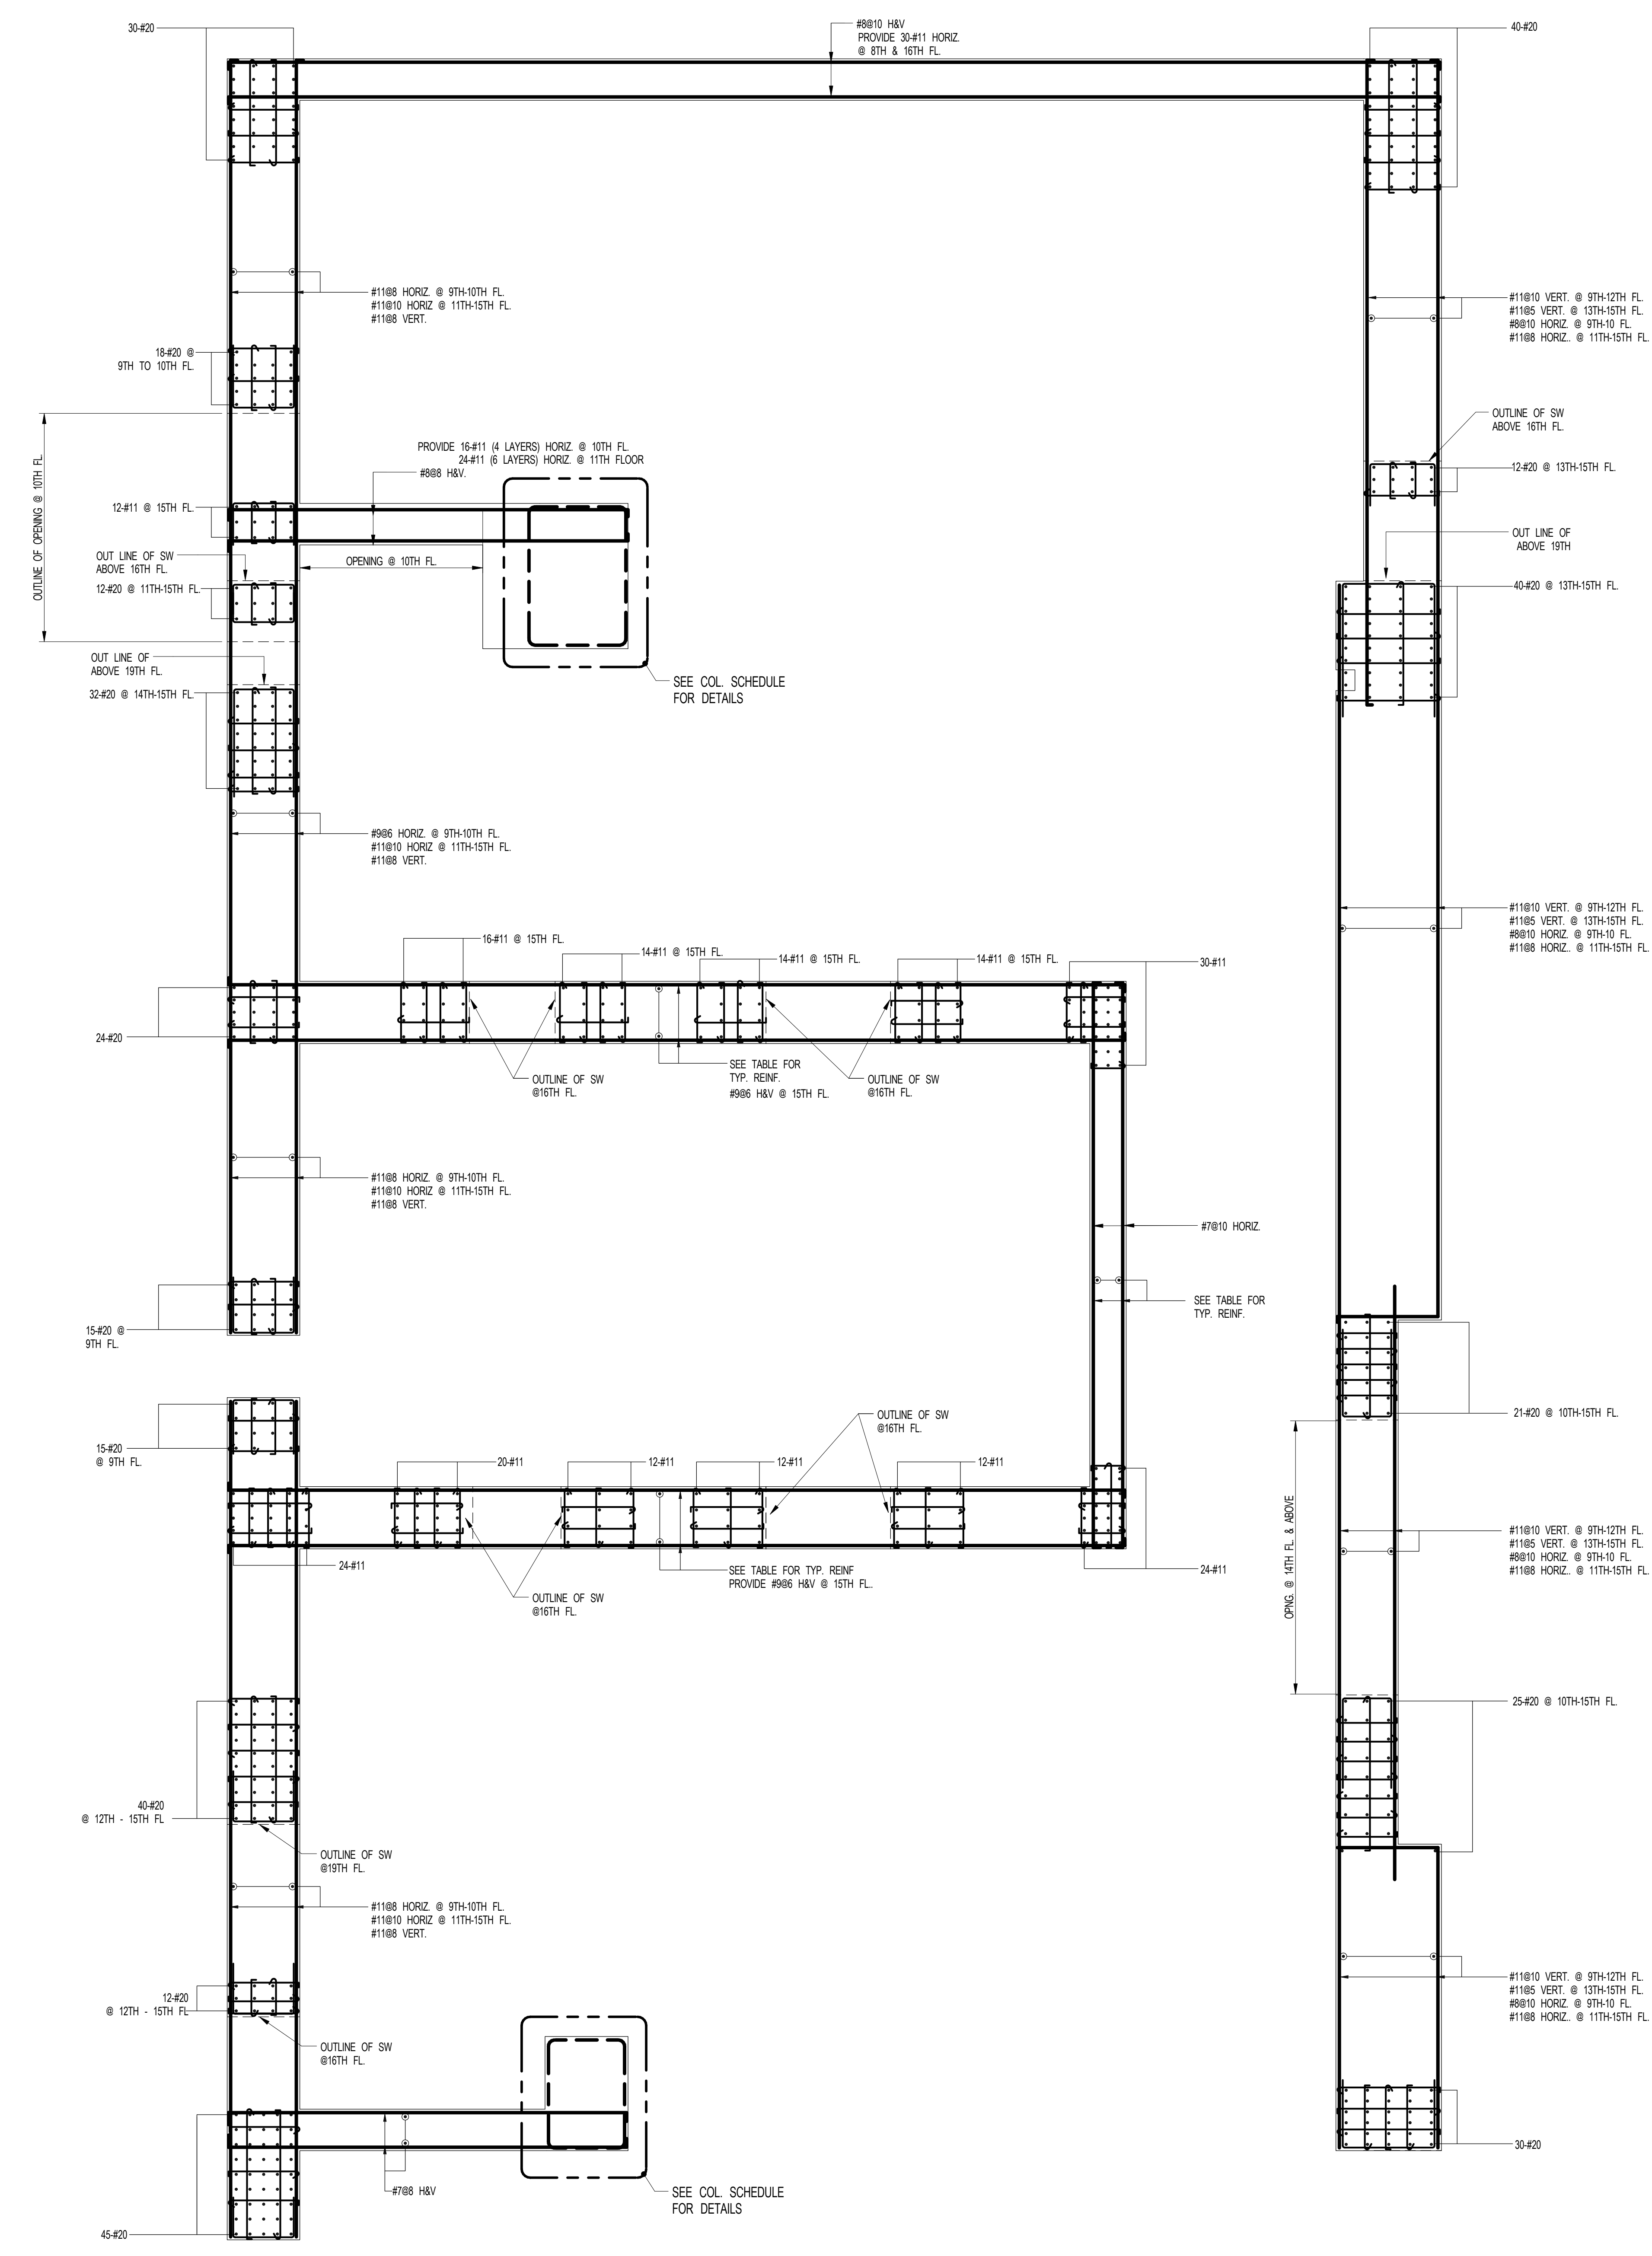 30-#20
#8@10 H&V
PROVIDE 30-#11 HORIZ.
@ 8TH & 16TH FL.
40-#20
#11@8 HORIZ. @ 9TH-10TH FL.
#11@10 HORIZ @ 11TH-15TH FL.
#11@8 VERT.
#11@10 VERT. @ 9TH-12TH FL.
#11@5 VERT. @ 13TH-15TH FL.
#8@10 HORIZ. @ 9TH-10 FL.
#11@8 HORIZ.. @ 11TH-15TH FL.
18-#20 @
9TH TO 10TH FL.
OUTLINE OF SW
ABOVE 16TH FL.
OUTLINE OF OPENING @ 10TH FL.
PROVIDE 16-#11 (4 LAYERS) HORIZ. @ 10TH FL.
24-#11 (6 LAYERS) HORIZ. @ 11TH FLOOR
#8@8 H&V.
12-#20 @ 13TH-15TH FL.
12-#11 @ 15TH FL.
OUT LINE OF
ABOVE 19TH
OUT LINE OF SW
ABOVE 16TH FL.
OPENING @ 10TH FL.
12-#20 @ 11TH-15TH FL.
40-#20 @ 13TH-15TH FL.
OUT LINE OF
ABOVE 19TH FL.
SEE COL. SCHEDULE
FOR DETAILS
32-#20 @ 14TH-15TH FL.
#9@6 HORIZ. @ 9TH-10TH FL.
#11@10 HORIZ @ 11TH-15TH FL.
#11@8 VERT.
#11@10 VERT. @ 9TH-12TH FL.
#11@5 VERT. @ 13TH-15TH FL.
#8@10 HORIZ. @ 9TH-10 FL.
#11@8 HORIZ.. @ 11TH-15TH FL.
16-#11 @ 15TH FL.
14-#11 @ 15TH FL.
14-#11 @ 15TH FL.
14-#11 @ 15TH FL.
30-#11
24-#20
OUTLINE OF SW
@16TH FL.
SEE TABLE FOR
TYP. REINF.
#9@6 H&V @ 15TH FL.
OUTLINE OF SW
@16TH FL.
#11@8 HORIZ. @ 9TH-10TH FL.
#11@10 HORIZ @ 11TH-15TH FL.
#11@8 VERT.
#7@10 HORIZ.
SEE TABLE FOR
TYP. REINF.
15-#20 @
9TH FL.
21-#20 @ 10TH-15TH FL.
OUTLINE OF SW
@16TH FL.
15-#20
@ 9TH FL.
20-#11
12-#11
12-#11
12-#11
OPNG. @ 14TH FL. & ABOVE
#11@10 VERT. @ 9TH-12TH FL.
#11@5 VERT. @ 13TH-15TH FL.
#8@10 HORIZ. @ 9TH-10 FL.
#11@8 HORIZ.. @ 11TH-15TH FL.
24-#11
OUTLINE OF SW
@16TH FL.
SEE TABLE FOR TYP. REINF
PROVIDE #9@6 H&V @ 15TH FL..
24-#11
25-#20 @ 10TH-15TH FL.
40-#20
@ 12TH - 15TH FL
OUTLINE OF SW
@19TH FL.
#11@8 HORIZ. @ 9TH-10TH FL.
#11@10 HORIZ @ 11TH-15TH FL.
#11@8 VERT.
#11@10 VERT. @ 9TH-12TH FL.
#11@5 VERT. @ 13TH-15TH FL.
#8@10 HORIZ. @ 9TH-10 FL.
#11@8 HORIZ.. @ 11TH-15TH FL.
12-#20
@ 12TH - 15TH FL
OUTLINE OF SW
@16TH FL.
30-#20
#7@8 H&V
SEE COL. SCHEDULE
FOR DETAILS
45-#20